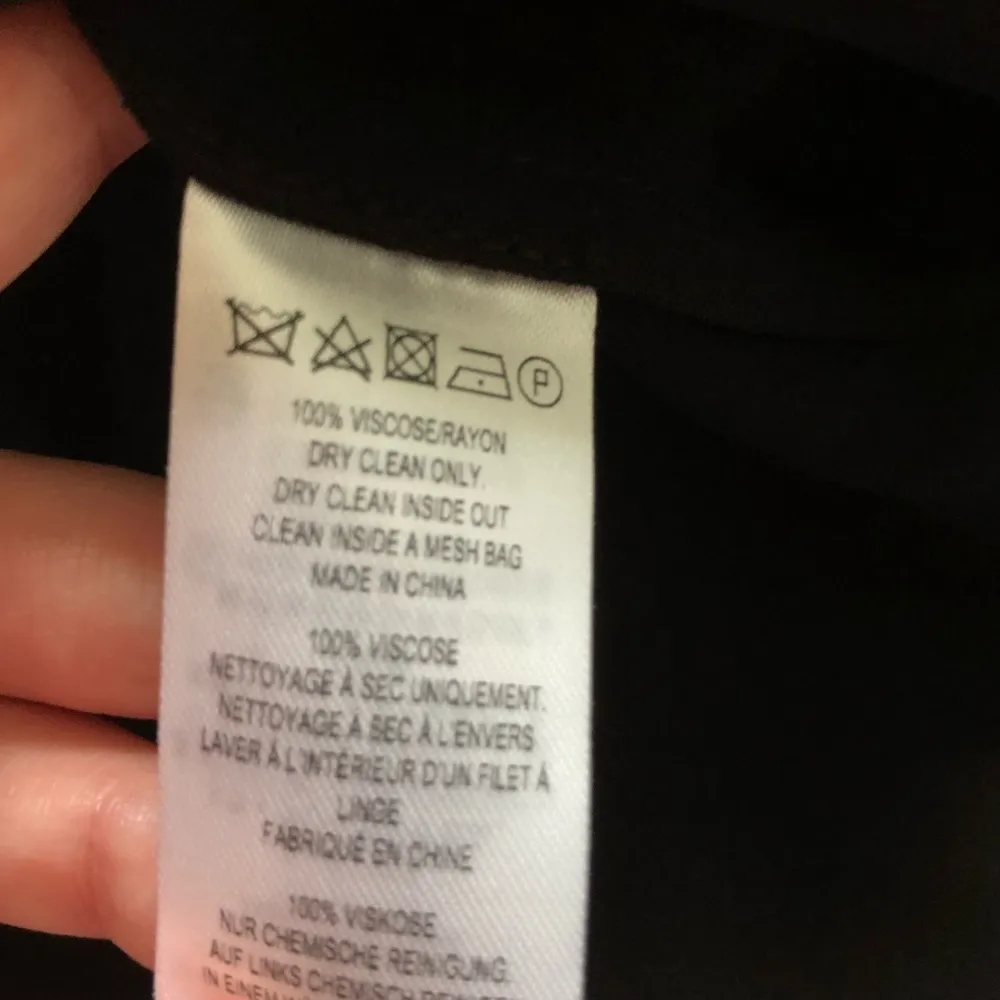 P
100% VISCOSE/RAYON
DRY CLEAN ONLY.
DRY CLEAN INSIDE OUT
CLEAN INSIDE A MESH BAG
MADE IN CHINA
100% VISCOSE
NETTOYAGE À SEC UNIQUEMENT.
NETTOYAGE À SEC À L'ENVERS
LAVER À L'INTÉRIEUR D'UN FILET À
LINGE
FABRIQUÉ EN CHINE
100% VISKOSE
NUR CHEMISCHE REINIGUNG.
AUF LINKS CHEMISCH
IN EINEM